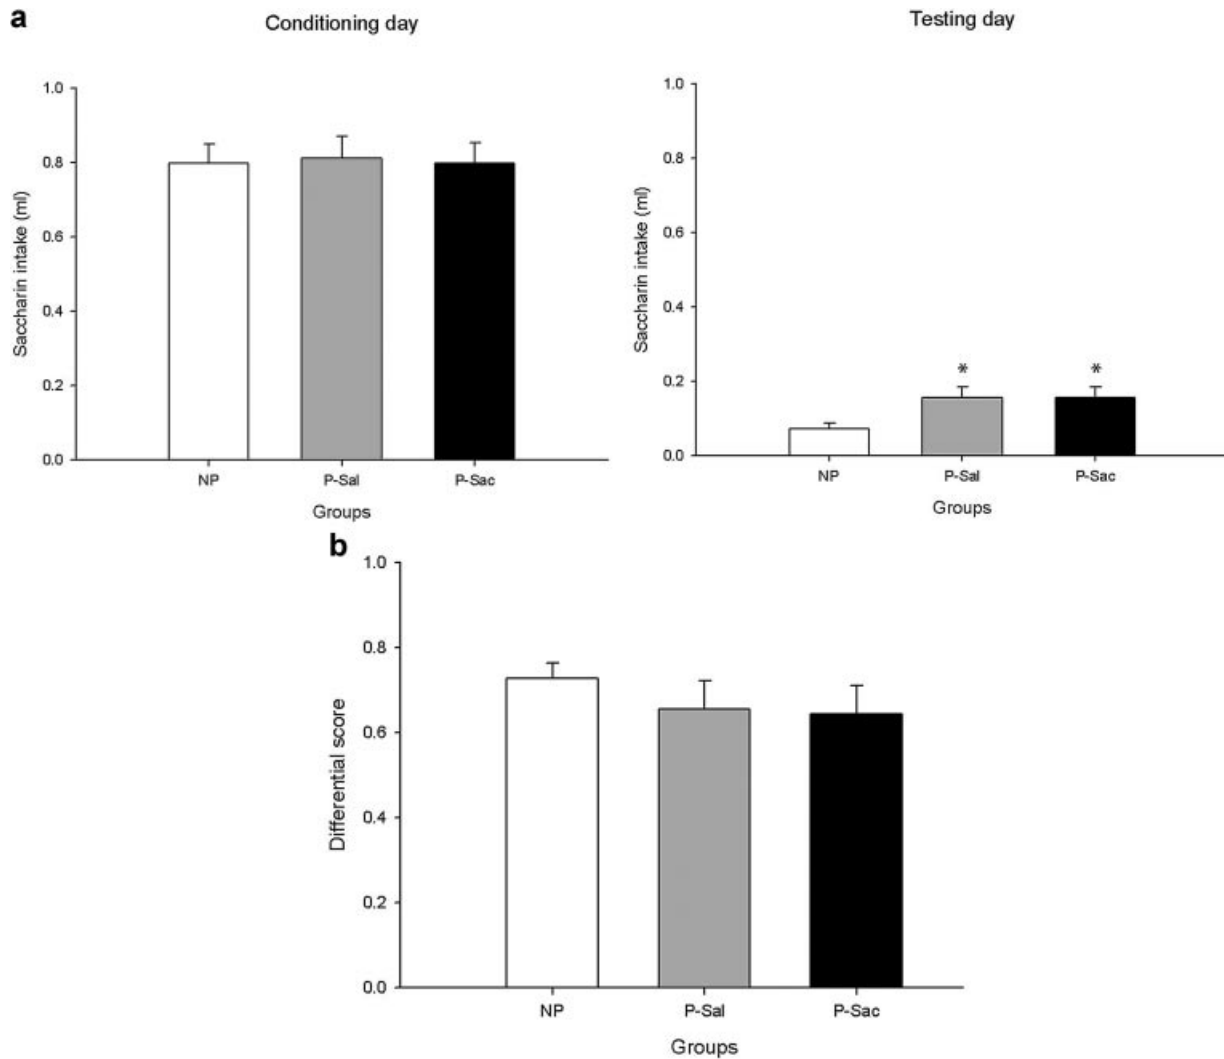 a
Conditioning day
Testing day
1.0
0.8
0.6
0.4
0.2
0.0
Saccharin intake (ml)
NP
P-Sal
P-Sac
Groups
1.0
0.8
0.6
0.4
0.2
0.0
Saccharin intake (ml)
*
*
NP
P-Sal
P-Sac
Groups
b
1.0
0.8
0.6
0.4
0.2
0.0
Differential score
NP
P-Sal
P-Sac
Groups